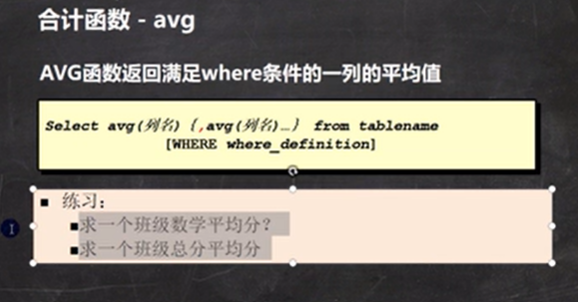 合计函数 - avg
AVG函数返回满足where条件的一列的平均值
Select avg(列名) {,avg(列名)…} from tablename
[WHERE where_definition]
■ 练习:
■求一个班级数学平均分?
■求一个班级总分平均分